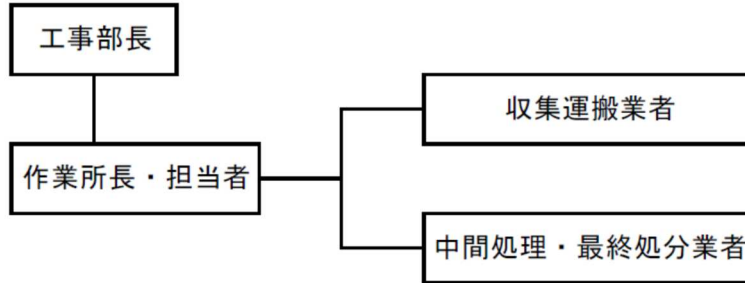 工事部長
収集運搬業者
作業所長・担当者
中間処理・最終処分業者